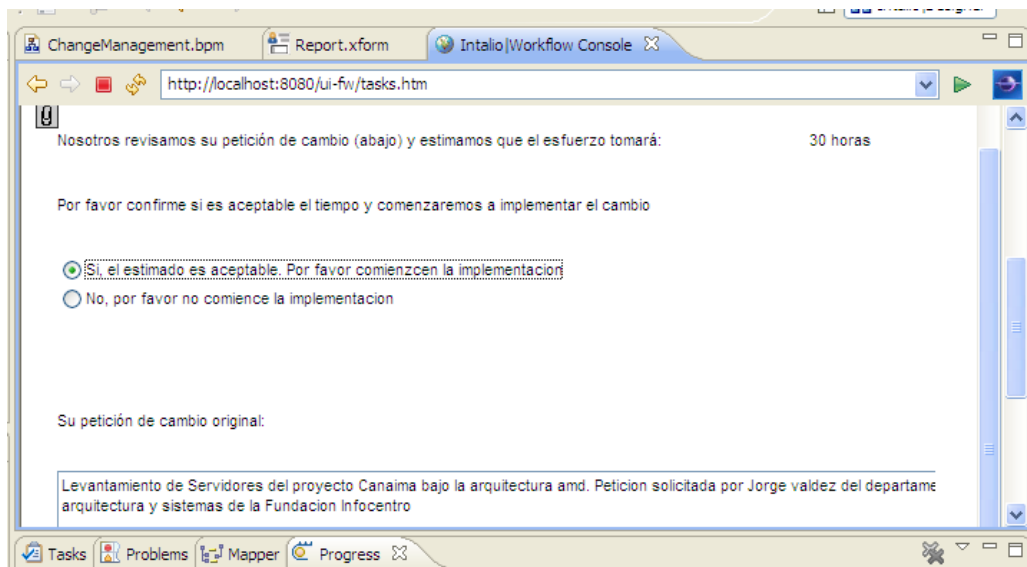 ChangeManagement.bpm Report.xform Intalio|Workflow Console
http://localhost:8080/ui-fw/tasks.htm
Nosotros revisamos su petición de cambio (abajo) y estimamos que el esfuerzo tomará: 30 horas
Por favor confirme si es aceptable el tiempo y comenzaremos a implementar el cambio
Si, el estimado es aceptable. Por favor comienzcen la implementacion
No, por favor no comience la implementacion
Su petición de cambio original:
Levantamiento de Servidores del proyecto Canaima bajo la arquitectura amd. Peticion solicitada por Jorge valdez del departame
arquitectura y sistemas de la Fundacion Infocentro
Tasks Problems Mapper Progress